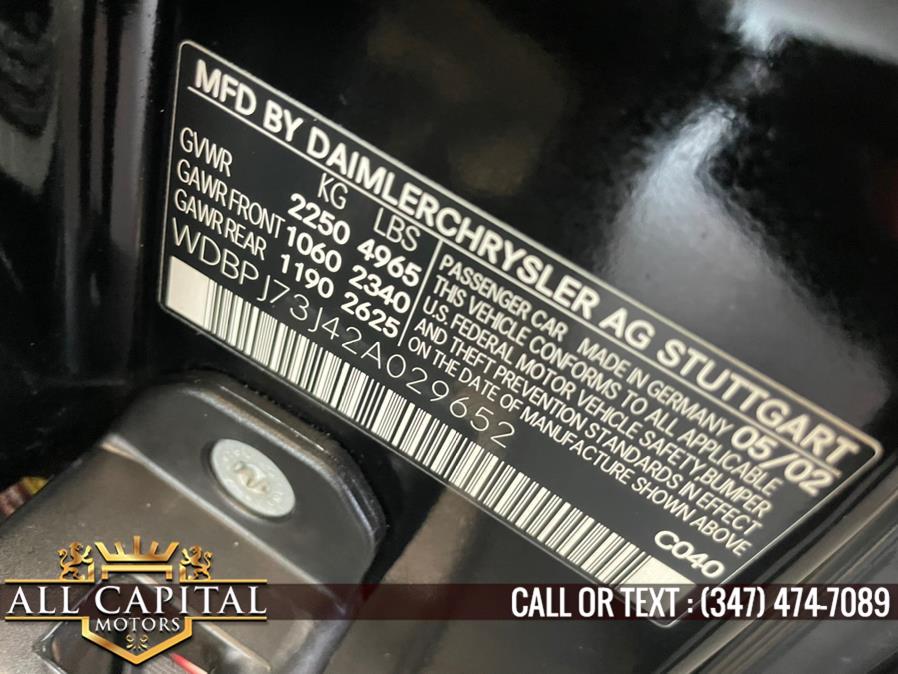 MFD BY DAIMLERCHRYSLER AG STUTTGART
KG LBS
GVWR 2250 4965
GAWR FRONT 1060 2340
GAWR REAR 1190 2625
PASSENGER CAR MADE IN GERMANY 05/02
THIS VEHICLE CONFORMS TO ALL APPLICABLE
U.S. FEDERAL MOTOR VEHICLE SAFETY,BUMPER
AND THEFT PREVENTION STANDARDS IN EFFECT
ON THE DATE OF MANUFACTURE SHOWN ABOVE
WDBPJ73J42A029652
C040
ALL CAPITAL
MOTORS
CALL OR TEXT : (347) 474-7089